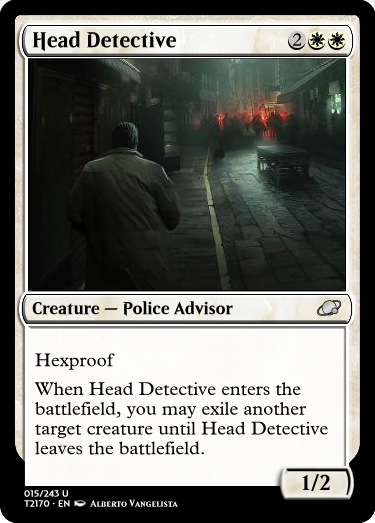 Head Detective 2
Creature — Police Advisor
Hexproof
When Head Detective enters the
battlefield, you may exile another
target creature until Head Detective
leaves the battlefield.
1/2
015/243 U
T2170 · EN Alberto Vangelista